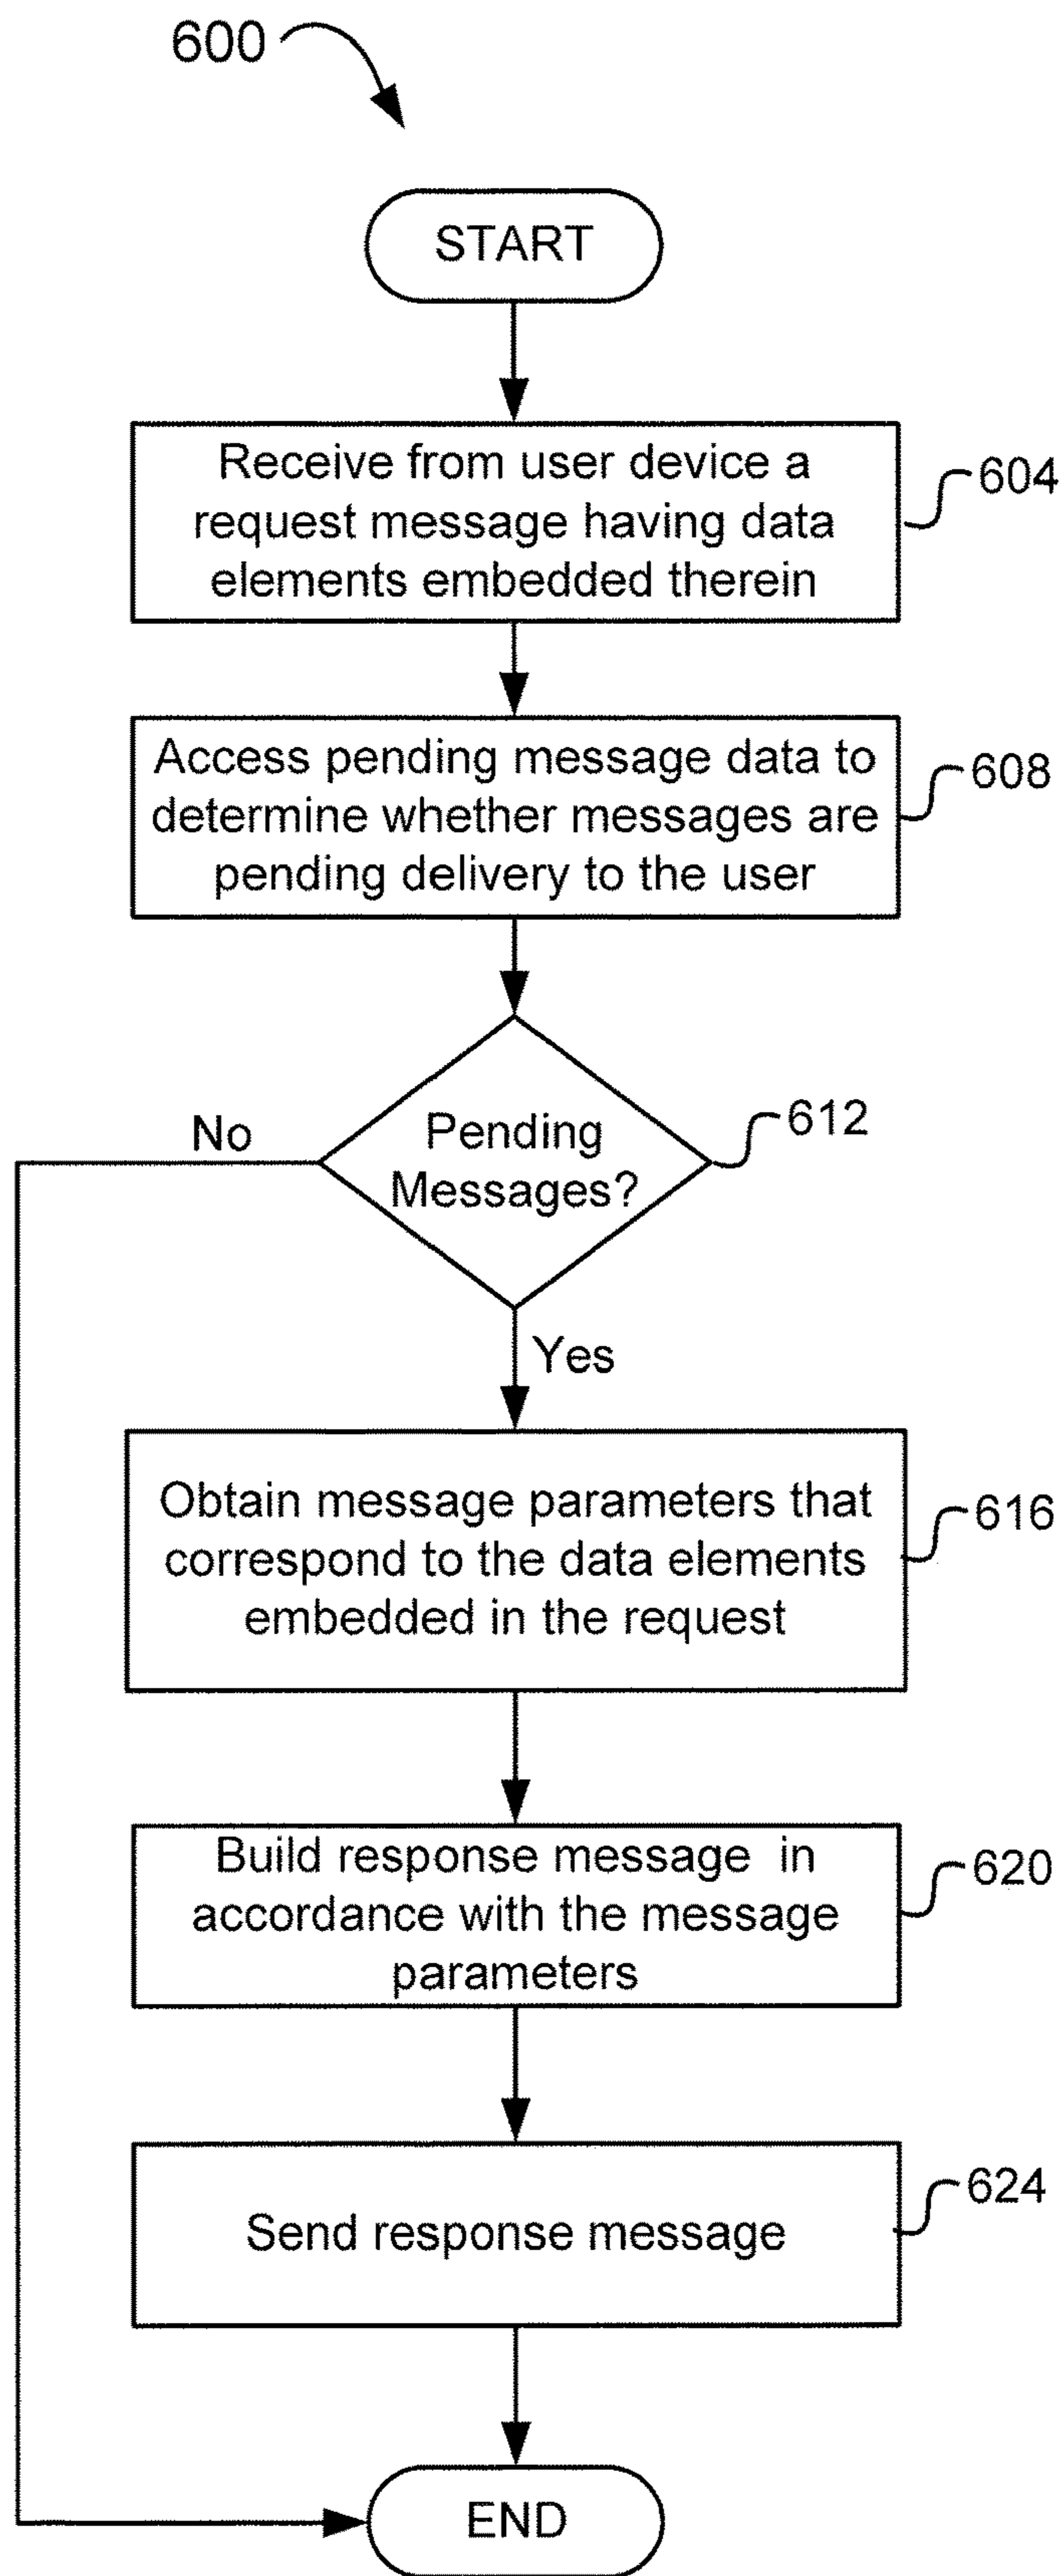 600
START
Receive from user device a
request message having data
elements embedded therein
604
Access pending message data to
determine whether messages are
pending delivery to the user
608
Pending
Messages?
612
No
Yes
Obtain message parameters that
correspond to the data elements
embedded in the request
616
Build response message in
accordance with the message
parameters
620
Send response message
624
END